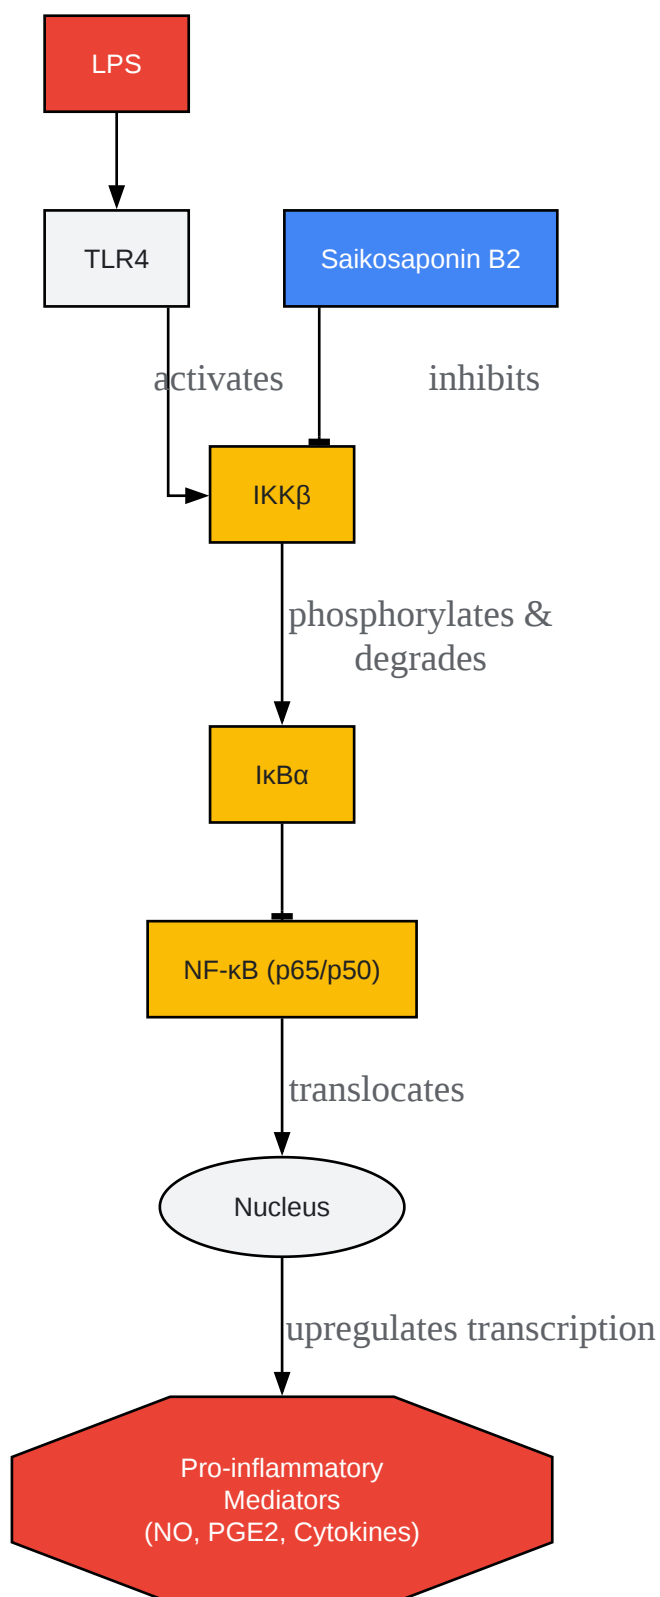 LPS
TLR4
Saikosaponin B2
activates
inhibits
IKKβ
phosphorylates &
degrades
IκBα
NF-κB (p65/p50)
translocates
Nucleus
upregulates transcription
Pro-inflammatory
Mediators
(NO, PGE2, Cytokines)